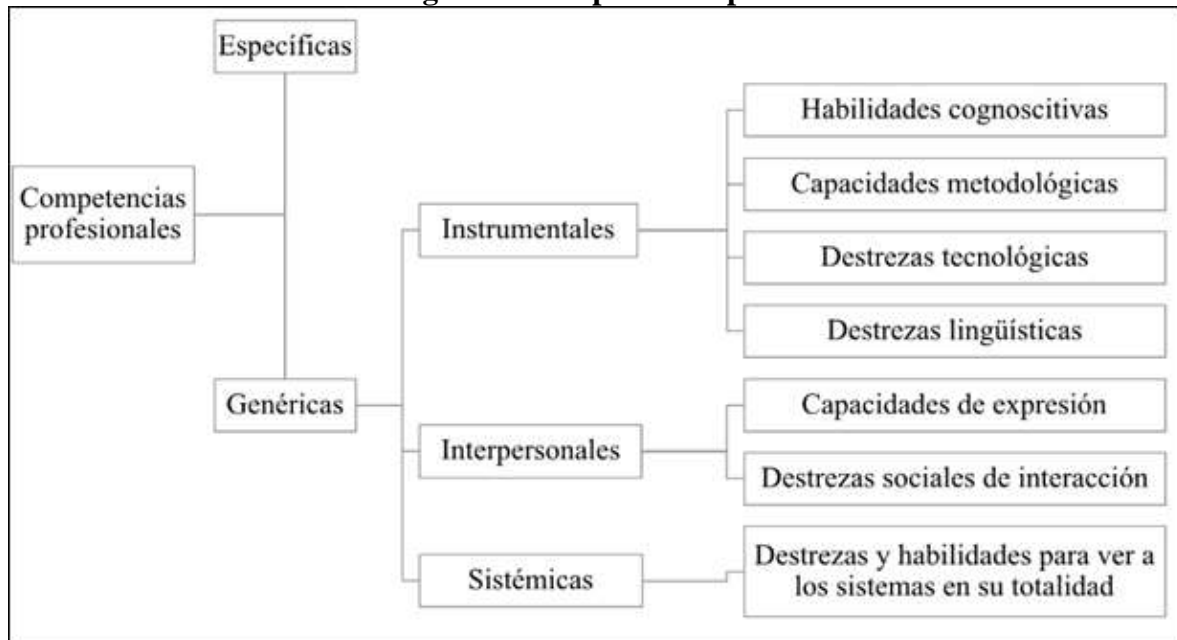 Específicas
Competencias
profesionales
Genéricas
Instrumentales
Interpersonales
Sistémicas
Habilidades cognoscitivas
Capacidades metodológicas
Destrezas tecnológicas
Destrezas lingüísticas
Capacidades de expresión
Destrezas sociales de interacción
Destrezas y habilidades para ver a
los sistemas en su totalidad